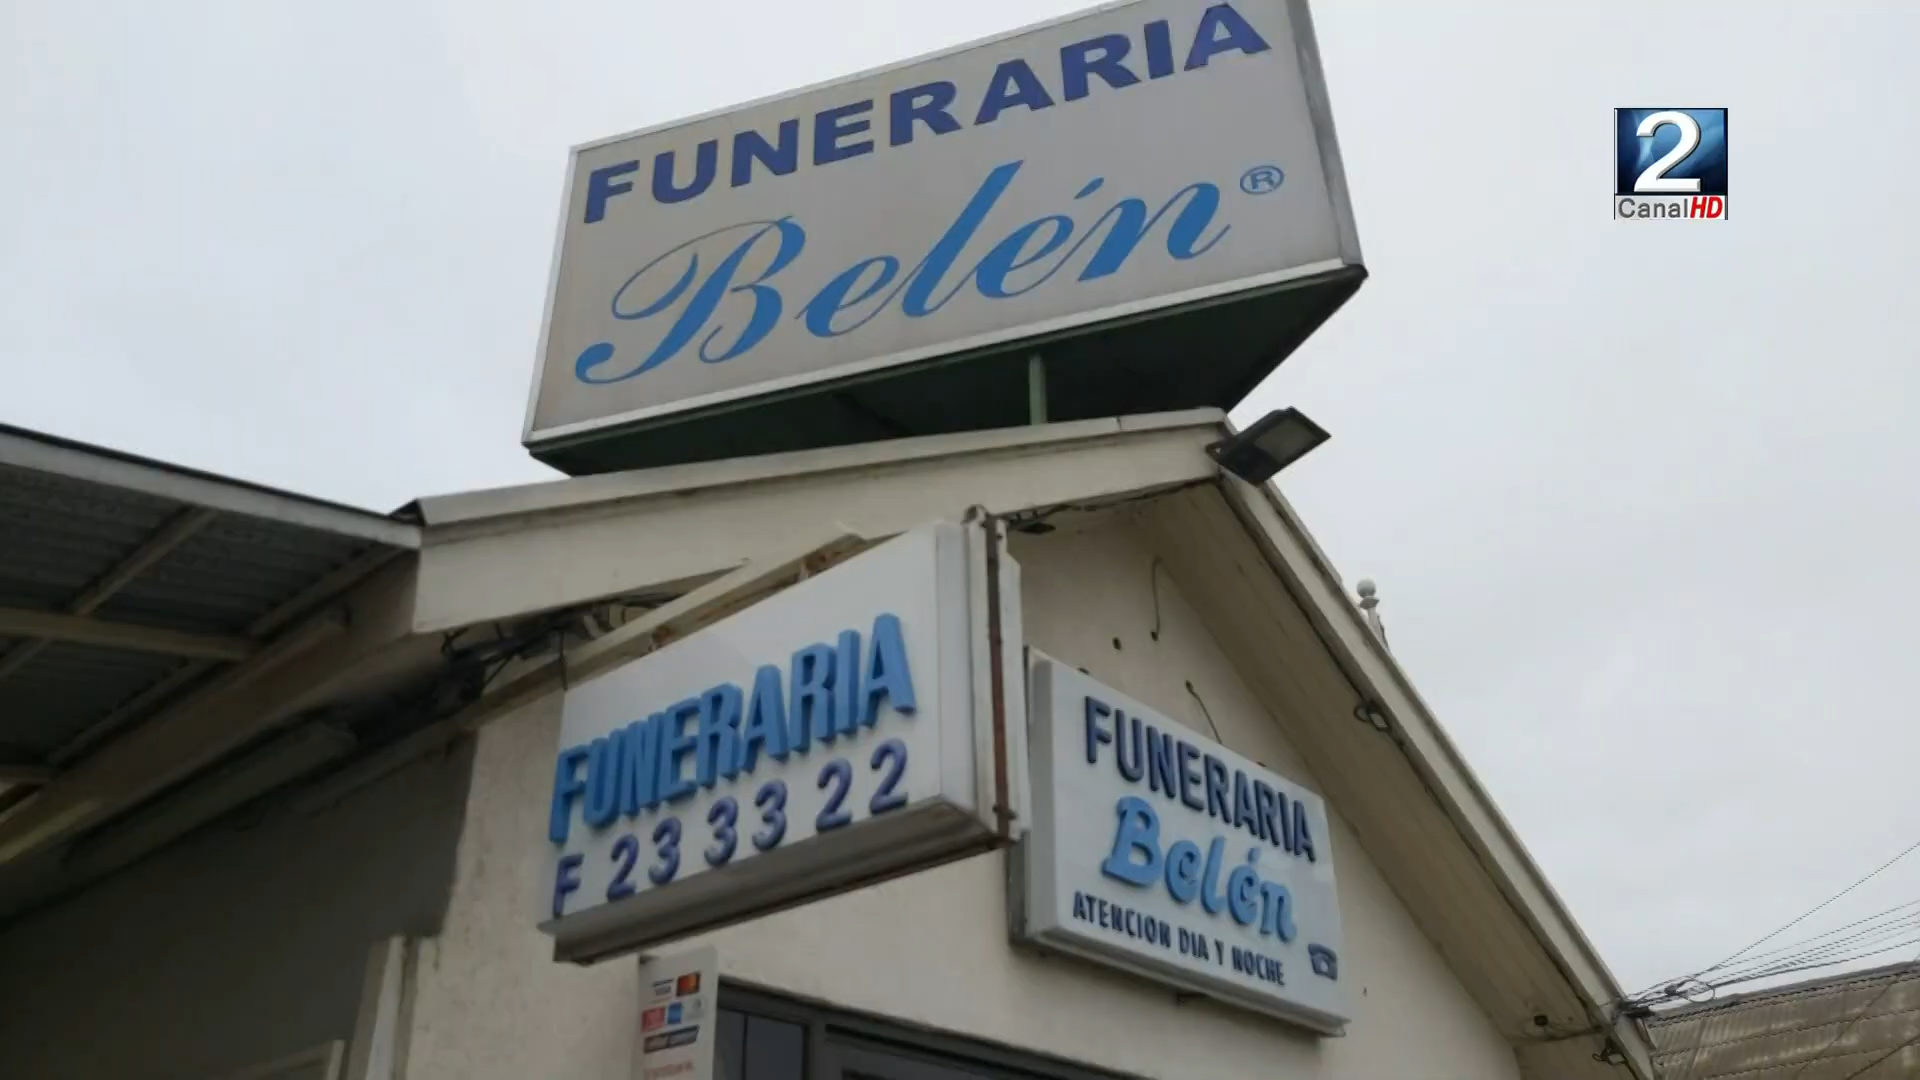 FUNERARIA
Belén®
2
CanalHD
FUNERARIA
F 23 33 22
FUNERARIA
Belén
ATENCION DIA Y NOCHE